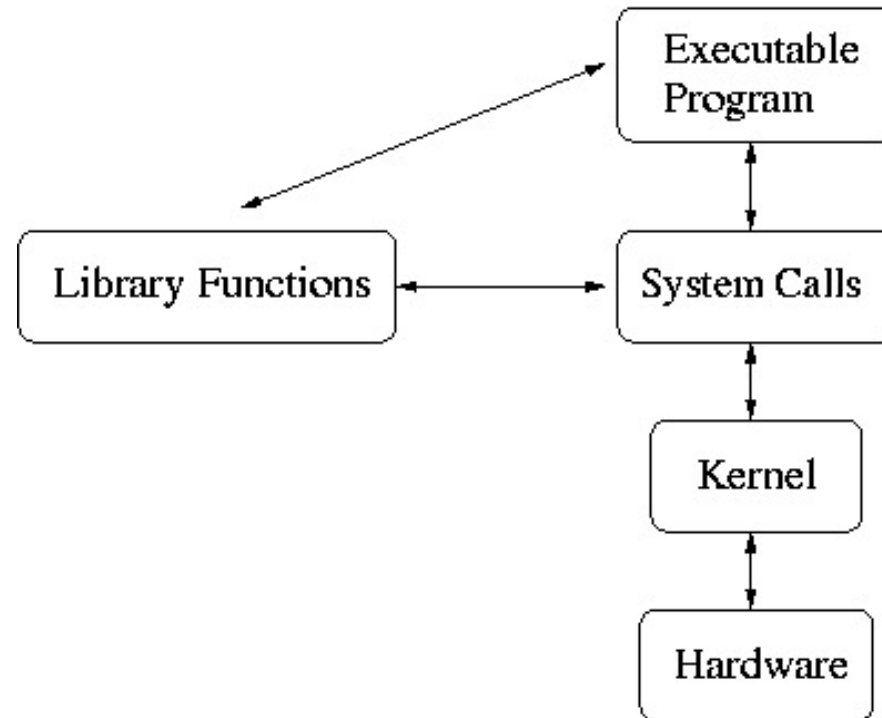 Executable
Program
Library Functions
System Calls
Kernel
Hardware